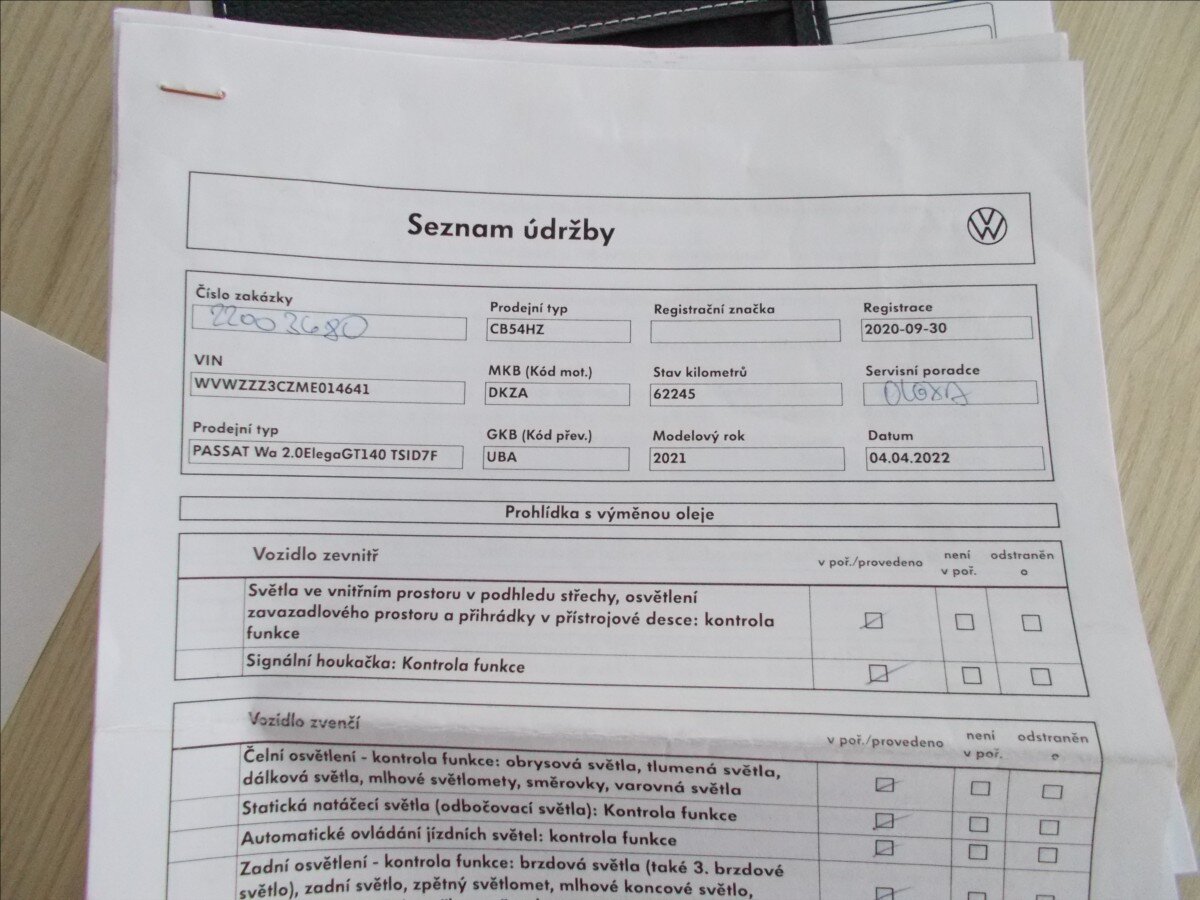 Seznam údržby
Číslo zakázky
22003680
Prodejní typ
CB54HZ
Registrační značka
Registrace
2020-09-30
VIN
WVWZZZ3CZME014641
MKB (Kód mot.)
DKZA
Stav kilometrů
62245
Servisní poradce
OLEXA
Prodejní typ
PASSAT Wa 2.0ElegaGT140 TSID7F
GKB (Kód přev.)
UBA
Modelový rok
2021
Datum
04.04.2022
Prohlídka s výměnou oleje
Vozidlo zevnitř
v poř./provedeno
není
v poř.
odstraněn
o
Světla ve vnitřním prostoru v podhledu střechy, osvětlení
zavazadlového prostoru a přihrádky v přístrojové desce: kontrola
funkce
Signální houkačka: Kontrola funkce
Vozidlo zvenčí
v poř./provedeno
není
v poř.
odstraněn
o
Čelní osvětlení - kontrola funkce: obrysová světla, tlumená světla,
dálková světla, mlhové světlomety, směrovky, varovná světla
Statická natáčecí světla (odbočovací světla): Kontrola funkce
Automatické ovládání jízdních světel: kontrola funkce
Zadní osvětlení - kontrola funkce: brzdová světla (také 3. brzdové
světlo), zadní světlo, zpětný světlomet, mlhové koncové světlo,